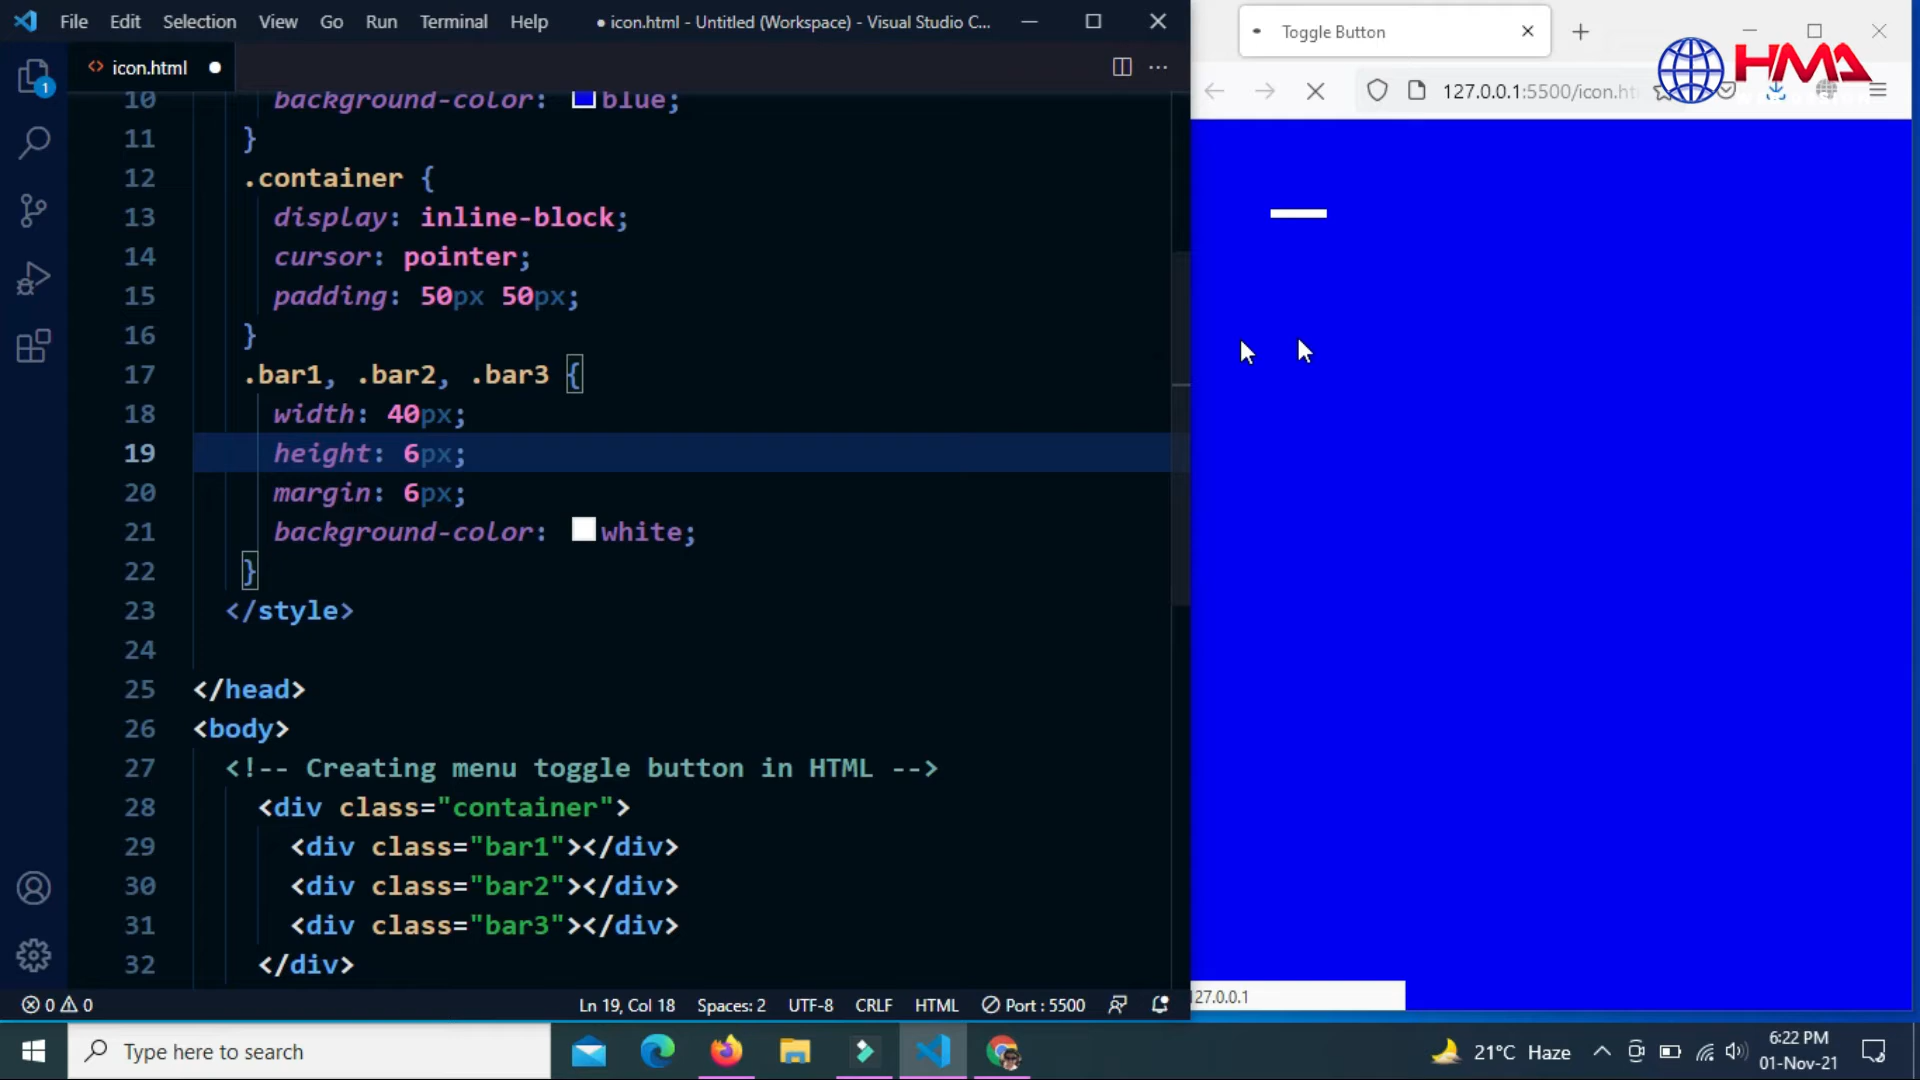 File Edit Selection View Go Run Terminal Help ● icon.html - Untitled (Workspace) - Visual Studio C...
Toggle Button
HMA
icon.html
127.0.0.1:5500/icon.ht
1
10 background-color: blue;
11 }
12 .container {
13 display: inline-block;
14 cursor: pointer;
15 padding: 50px 50px;
16 }
17 .bar1, .bar2, .bar3 {
18 width: 40px;
19 height: 6px;
20 margin: 6px;
21 background-color: white;
22 }
23 </style>
24
25 </head>
26 <body>
27 <!-- Creating menu toggle button in HTML -->
28 <div class="container">
29 <div class="bar1"></div>
30 <div class="bar2"></div>
31 <div class="bar3"></div>
32 </div>
127.0.0.1
0 0 Ln 19, Col 18 Spaces: 2 UTF-8 CRLF HTML Port : 5500
Type here to search
21°C Haze
6:22 PM
01-Nov-21